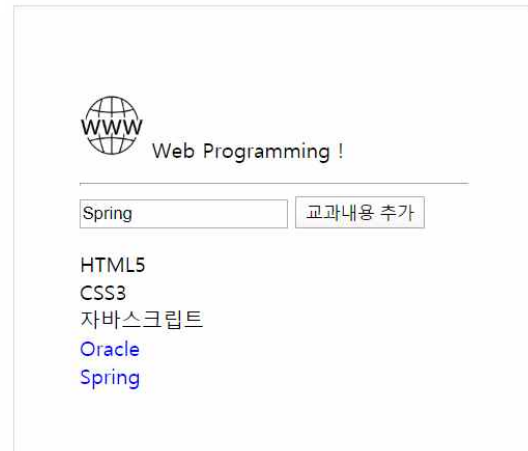 WWW
Web Programming !
Spring 교과내용 추가
HTML5
CSS3
자바스크립트
Oracle
Spring